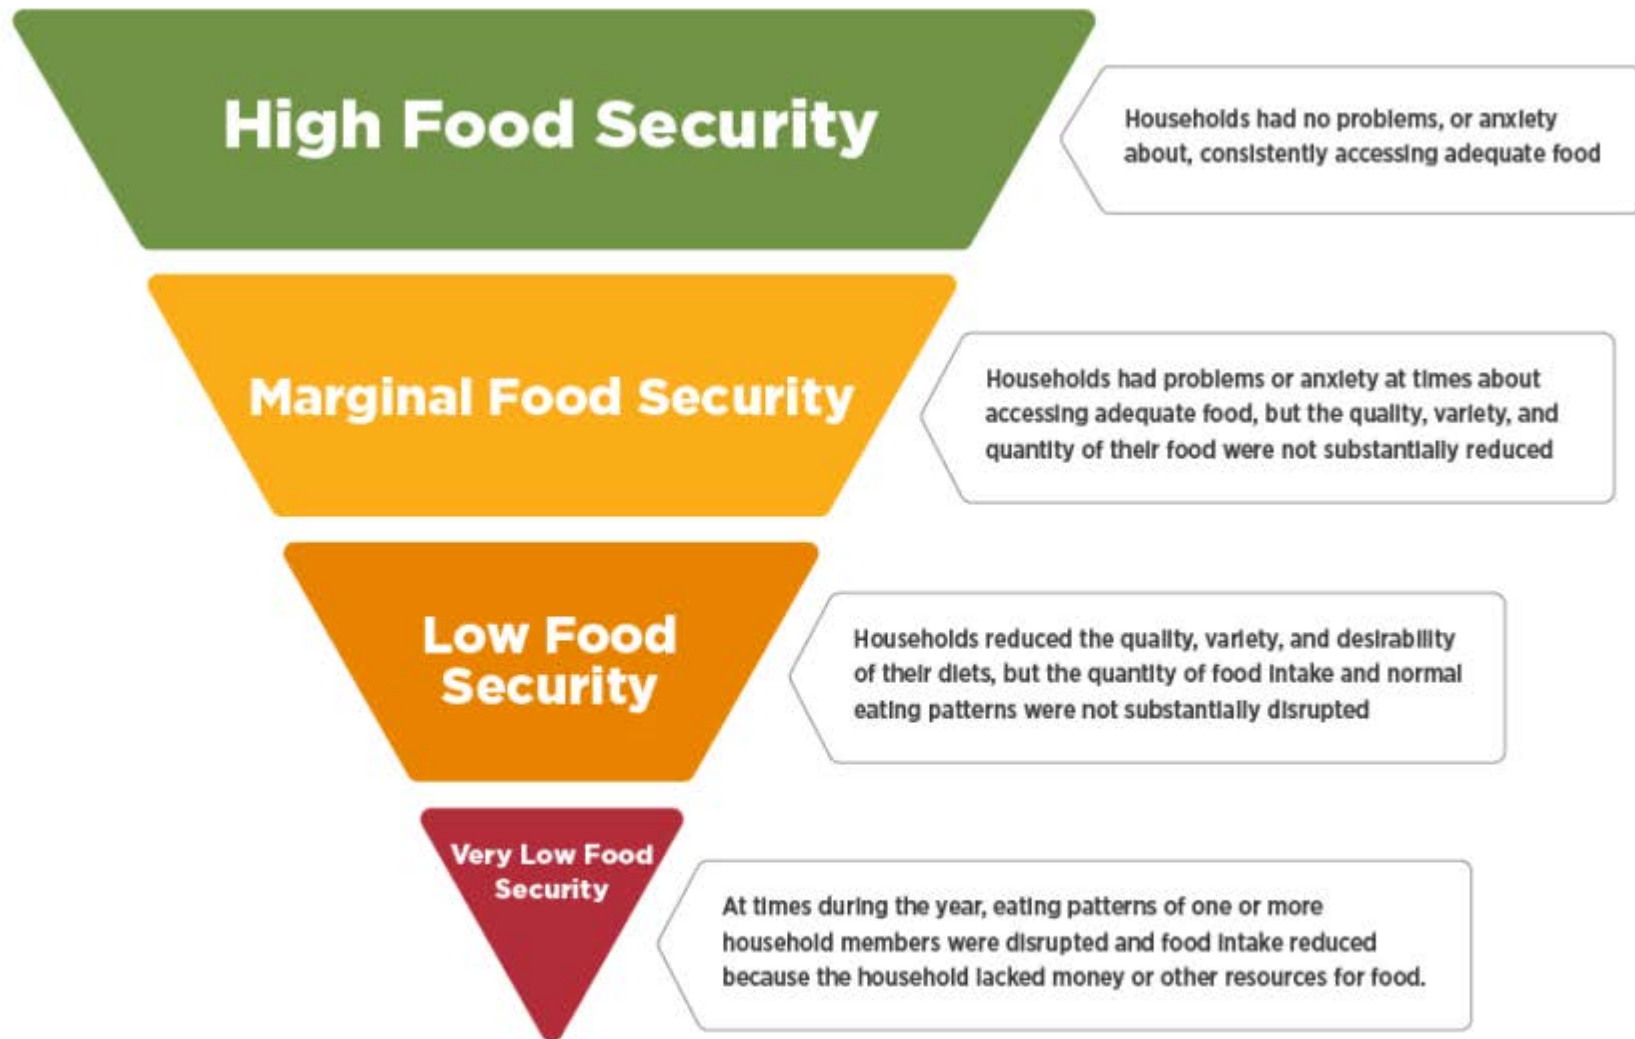 High Food Security
Households had no problems, or anxiety
about, consistently accessing adequate food
Marginal Food Security
Households had problems or anxiety at times about
accessing adequate food, but the quality, variety, and
quantity of their food were not substantially reduced
Low Food
Security
Households reduced the quality, variety, and desirability
of their diets, but the quantity of food intake and normal
eating patterns were not substantially disrupted
Very Low Food
Security
At times during the year, eating patterns of one or more
household members were disrupted and food intake reduced
because the household lacked money or other resources for food.